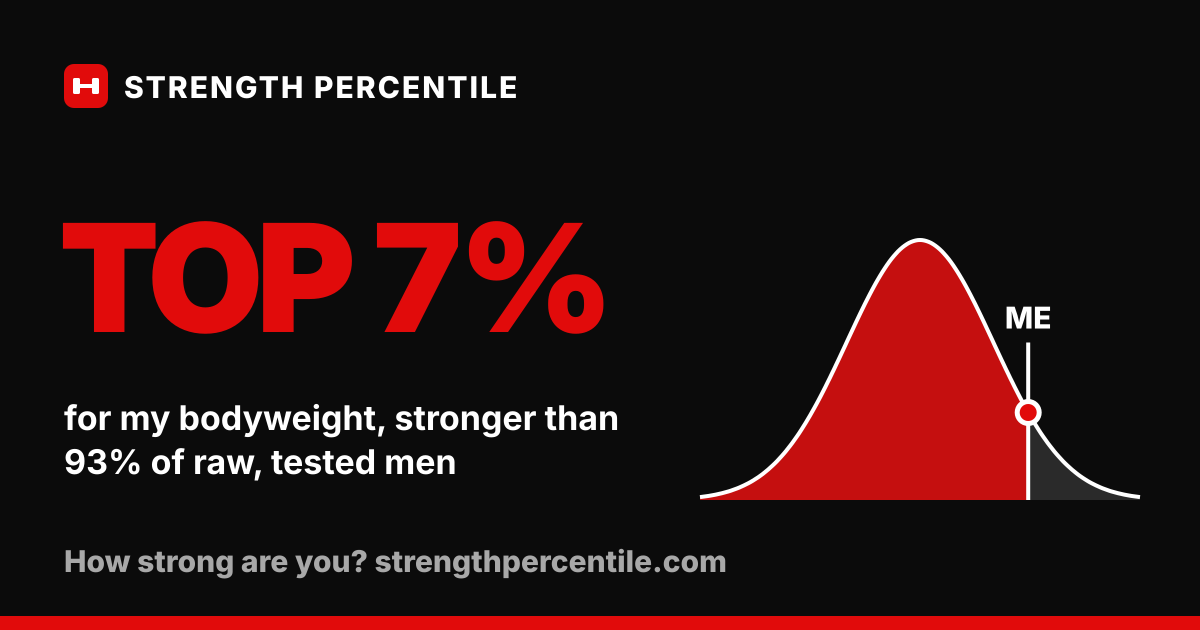 STRENGTH PERCENTILE
TOP 7%
ME
for my bodyweight, stronger than
93% of raw, tested men
How strong are you? strengthpercentile.com